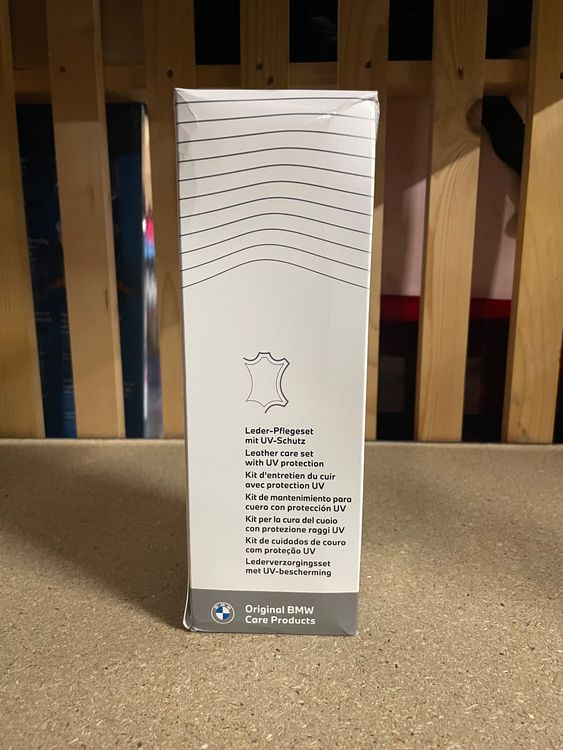 Leder-Pflegeset
mit UV-Schutz
Leather care set
with UV protection
Kit d'entretien du cuir
avec protection UV
Kit de mantenimiento para
cuero con protección UV
Kit per la cura del cuoio
con protezione raggi UV
Kit de cuidados de couro
com proteção UV
Lederverzorgingsset
met UV-bescherming
Original BMW
Care Products